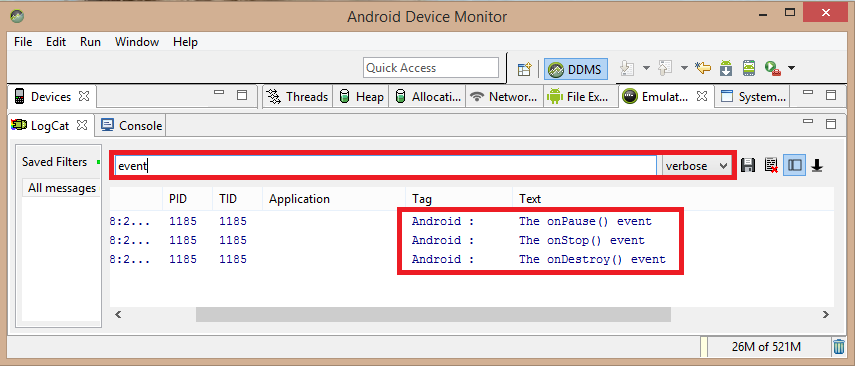 Android Device Monitor
File Edit Run Window Help
Quick Access DDMS
Devices Threads Heap Allocati... Networ... File Ex... Emulat... System...
LogCat Console
Saved Filters event verbose
All messages PID TID Application Tag Text
8:2... 1185 1185 Android : The onPause() event
8:2... 1185 1185 Android : The onStop() event
8:2... 1185 1185 Android : The onDestroy() event
26M of 521M